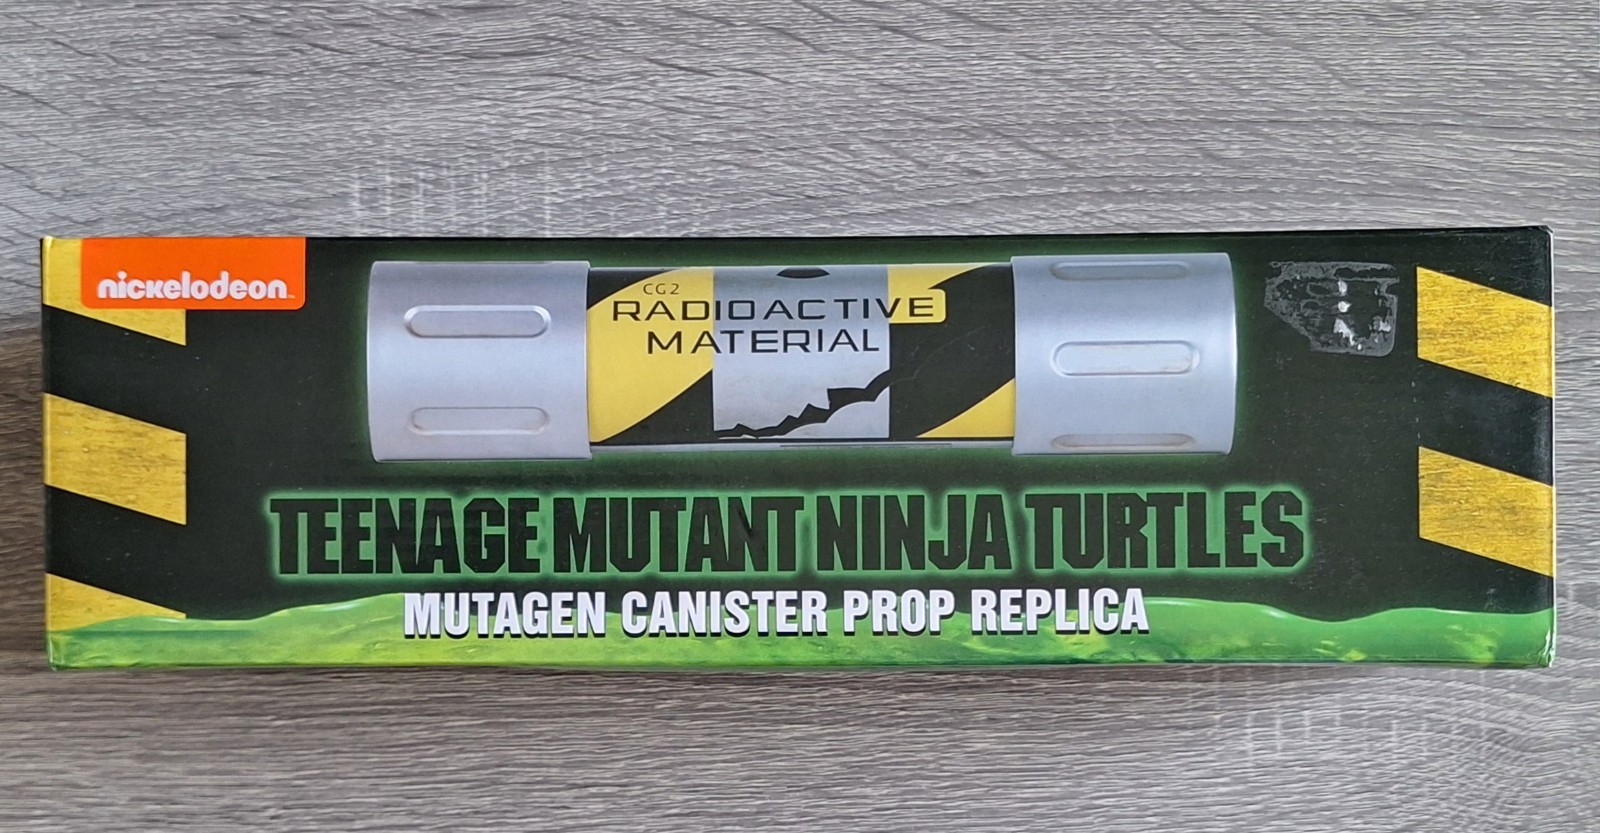 nickelodeon
CG2
RADIOACTIVE
MATERIAL
TEENAGE MUTANT NINJA TURTLES
MUTAGEN CANISTER PROP REPLICA